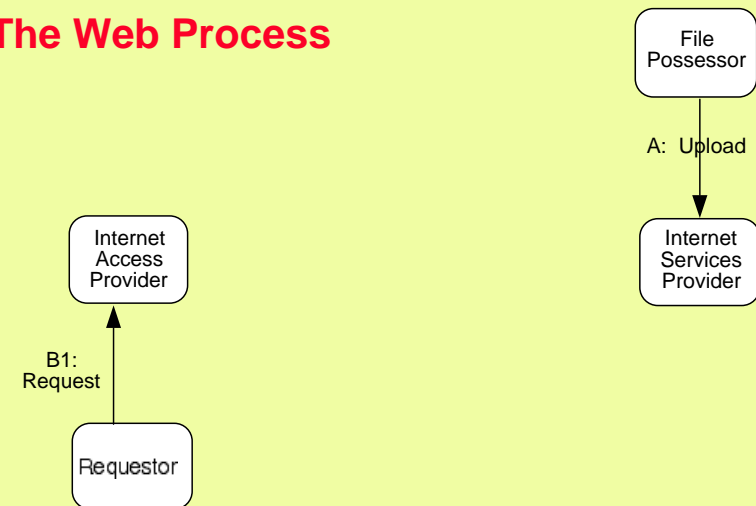 The Web Process
File
Possessor
A: Upload
Internet
Access
Provider
Internet
Services
Provider
B1:
Request
Requestor